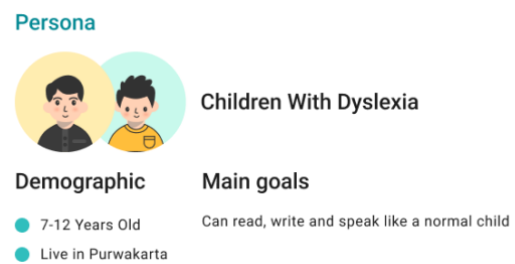 Persona
Children With Dyslexia
Demographic
7-12 Years Old
Live in Purwakarta
Main goals
Can read, write and speak like a normal child